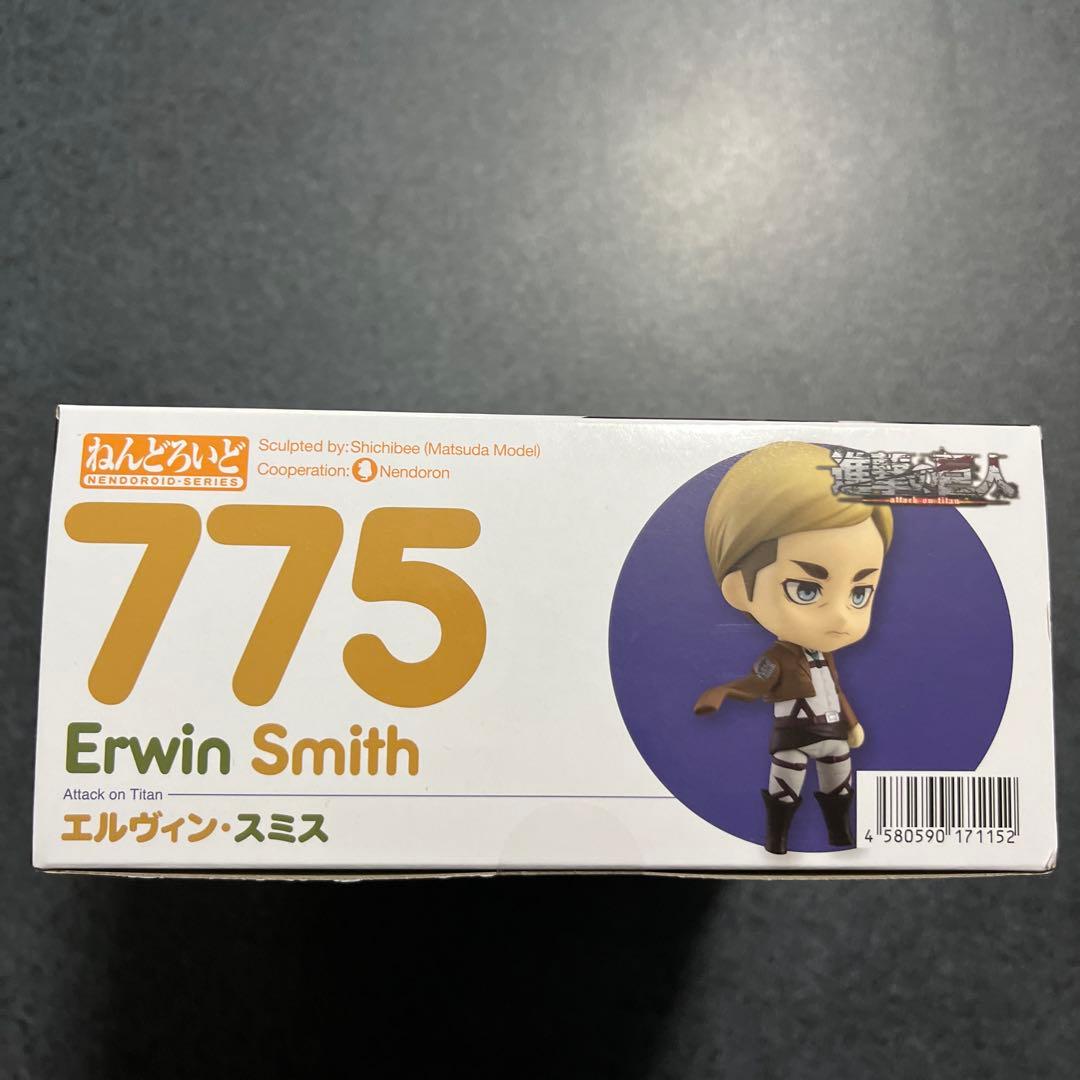 ねんどろいど
NENDOROID-SERIES
Sculpted by: Shichibee (Matsuda Model)
Cooperation: Nendoron
進撃の巨人
attack on titan
775
Erwin Smith
Attack on Titan
エルヴィン・スミス
4 580590 171152